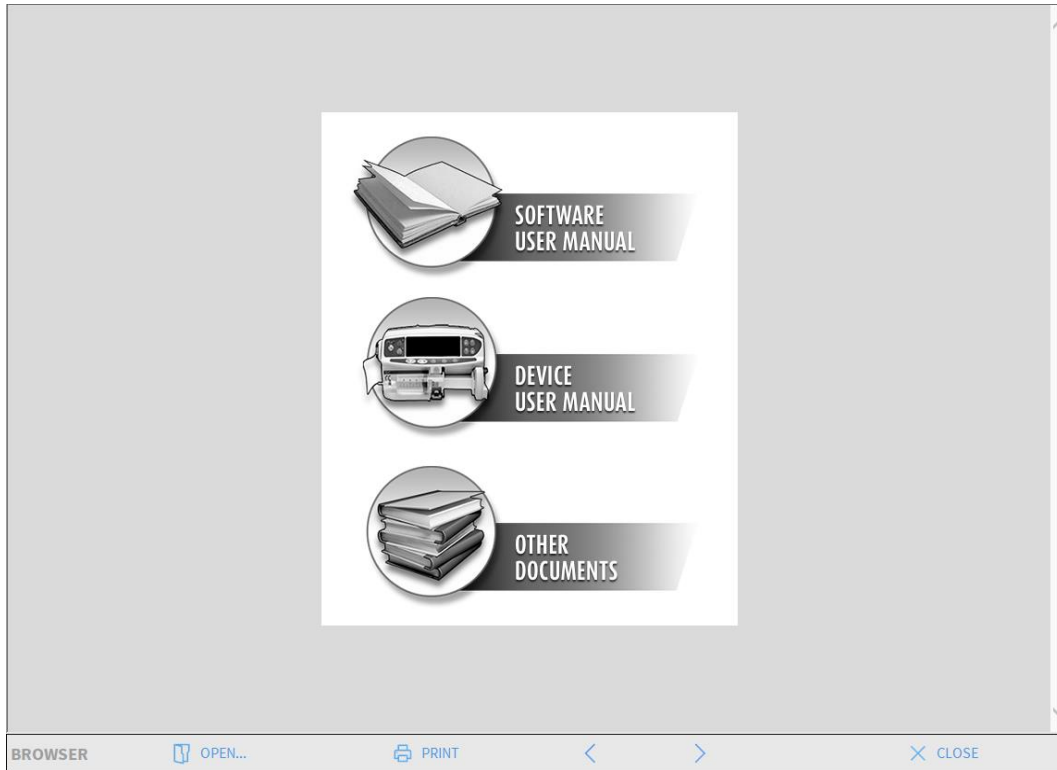 SOFTWARE
USER MANUAL
DEVICE
USER MANUAL
OTHER
DOCUMENTS
BROWSER OPEN... PRINT CLOSE